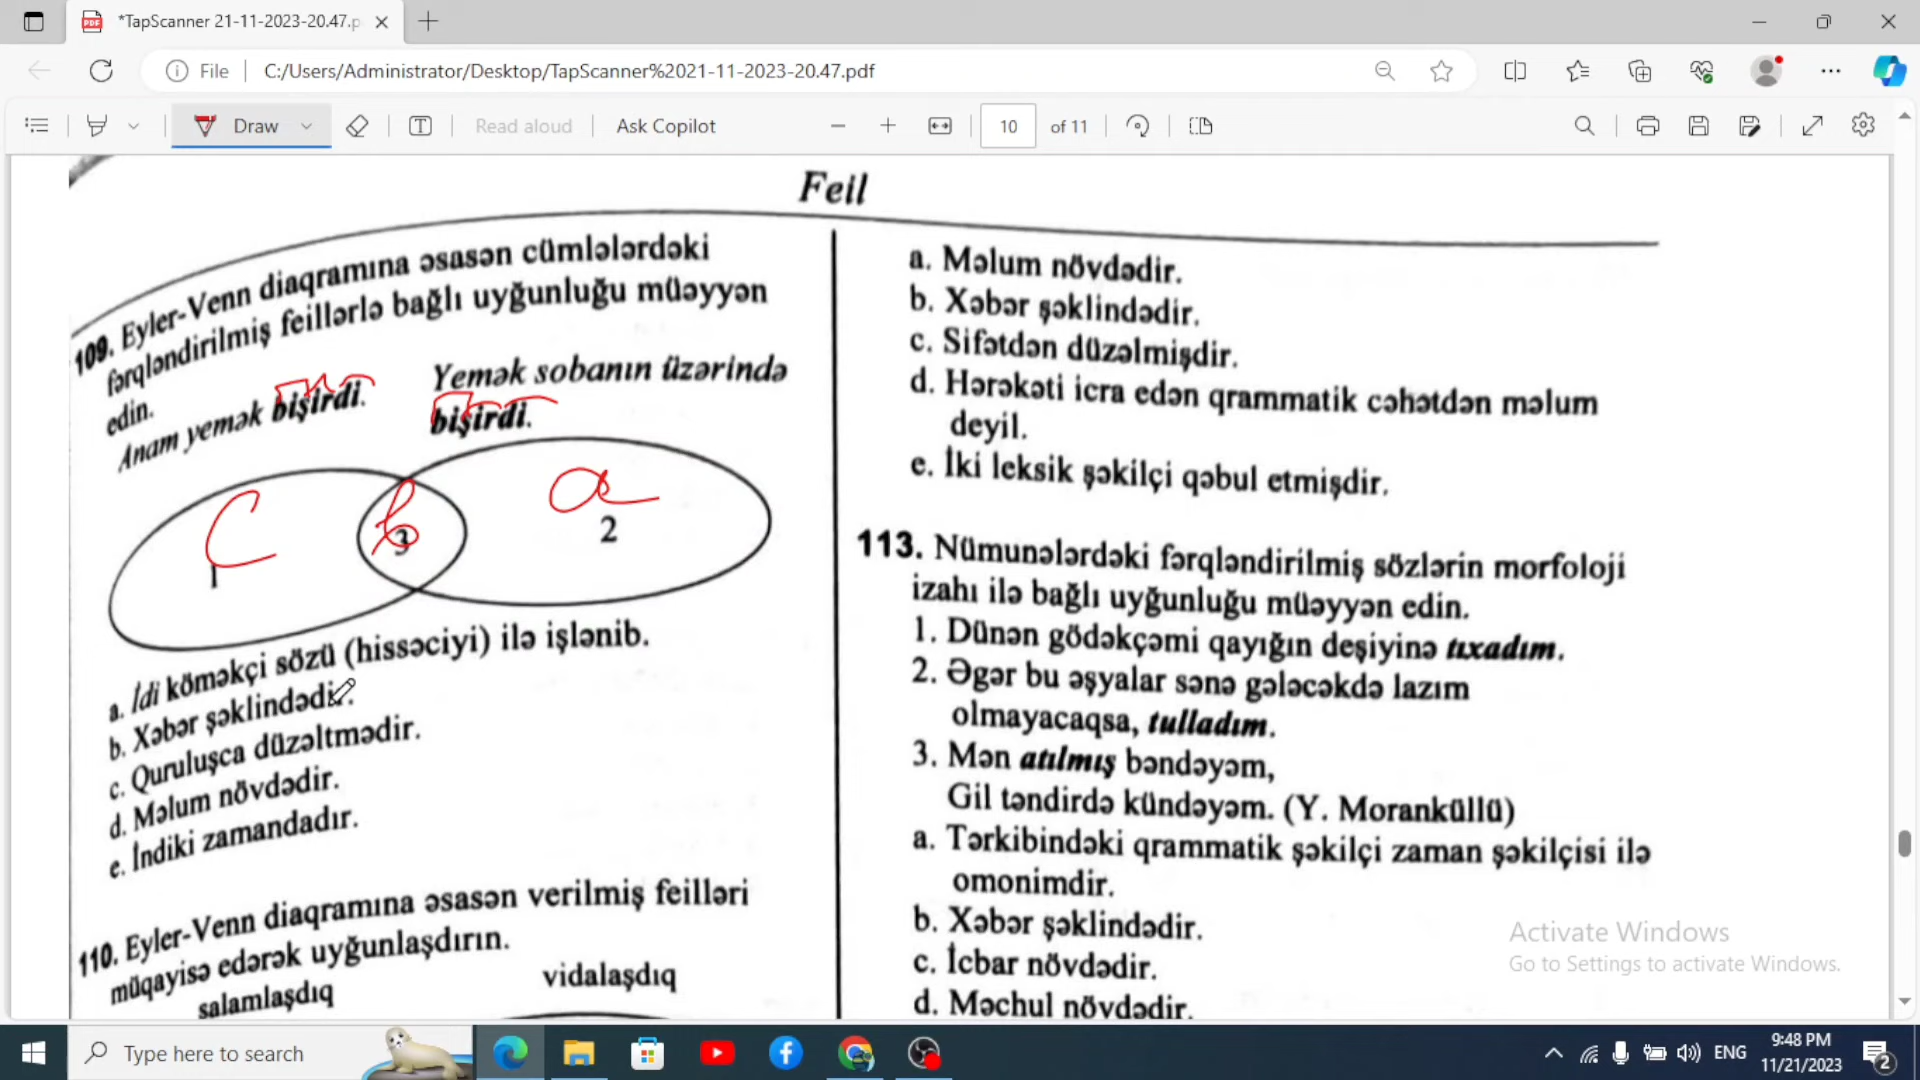 *TapScanner 21-11-2023-20.47.p
File
C:/Users/Administrator/Desktop/TapScanner%2021-11-2023-20.47.pdf
Draw
Read aloud
Ask Copilot
10
of 11
Feil
109. Eyler-Venn diaqramına əsasən cümlələrdəki
fərqləndirilmiş feillərlə bağlı uyğunluğu müəyyən
edin.
Anam yemək bişirdi.
Yemək sobanın üzərində
bişirdi.
C
b
a
1
3
2
a. İdi köməkçi sözü (hissəciyi) ilə işlənib.
b. Xəbər şəklindədir.
c. Quruluşca düzəltmədir.
d. Məlum növdədir.
e. İndiki zamandadır.
110. Eyler-Venn diaqramına əsasən verilmiş feilləri
müqayisə edərək uyğunlaşdırın.
salamlaşdıq
vidalaşdıq
a. Məlum növdədir.
b. Xəbər şəklindədir.
c. Sifətdən düzəlmişdir.
d. Hərəkəti icra edən qrammatik cəhətdən məlum
deyil.
e. İki leksik şəkilçi qəbul etmişdir.
113. Nümunələrdəki fərqləndirilmiş sözlərin morfoloji
izahı ilə bağlı uyğunluğu müəyyən edin.
1. Dünən gödəkçəmi qayığın deşiyinə tıxadım.
2. Əgər bu əşyalar sənə gələcəkdə lazım
olmayacaqsa, tulladım.
3. Mən atılmış bəndəyəm,
Gil təndirdə kündəyəm. (Y. Moranküllü)
a. Tərkibindəki qrammatik şəkilçi zaman şəkilçisi ilə
omonimdir.
b. Xəbər şəklindədir.
c. İcbar növdədir.
d. Məchul növdədir.
Activate Windows
Go to Settings to activate Windows.
Type here to search
ENG
9:48 PM
11/21/2023
2